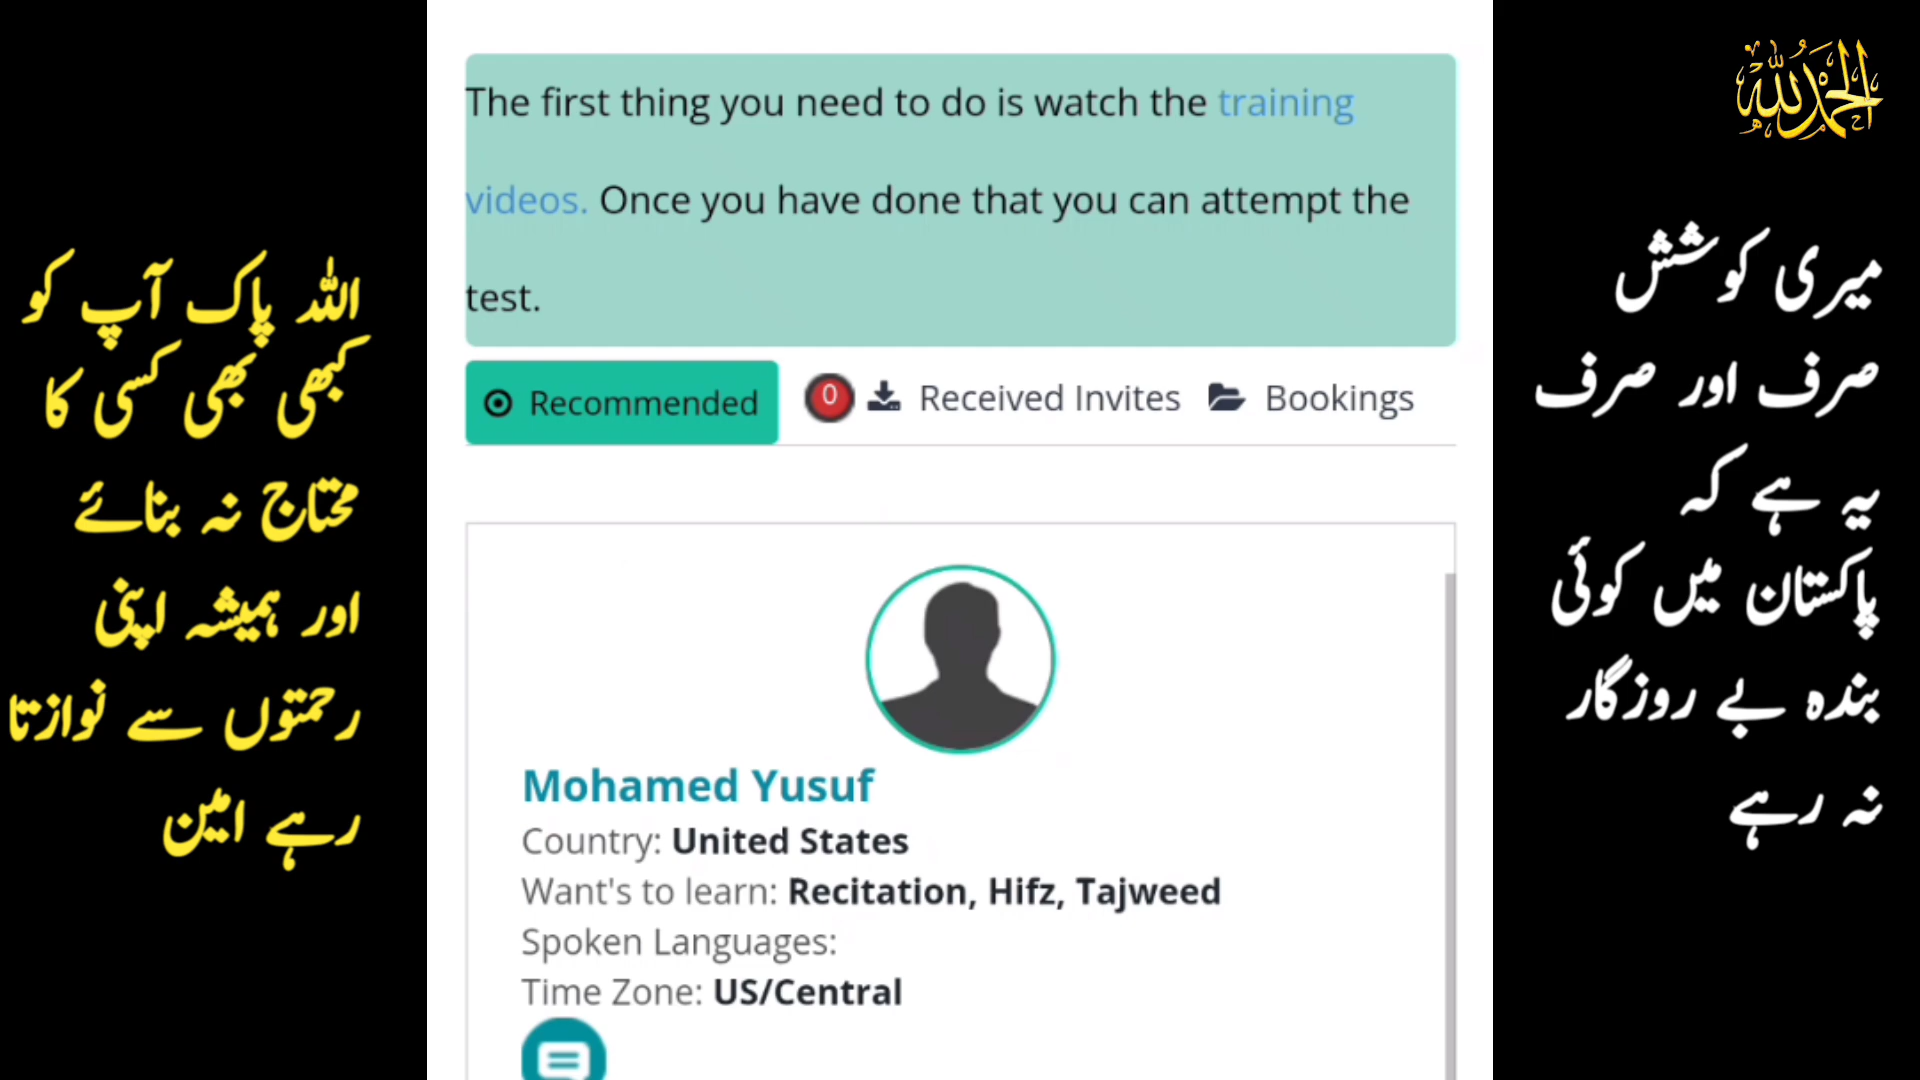 اللہ پاک آپ کو
کبھی بھی کسی کا
محتاج نہ بنائے
اور ہمیشہ اپنی
رحمتوں سے نوازتا
رہے امین
The first thing you need to do is watch the training
videos. Once you have done that you can attempt the
test.
Recommended 0 Received Invites Bookings
Mohamed Yusuf
Country: United States
Want's to learn: Recitation, Hifz, Tajweed
Spoken Languages:
Time Zone: US/Central
الحمدللہ
میری کوشش
صرف اور صرف
یہ ہے کہ
پاکستان میں کوئی
بندہ بے روزگار
نہ رہے